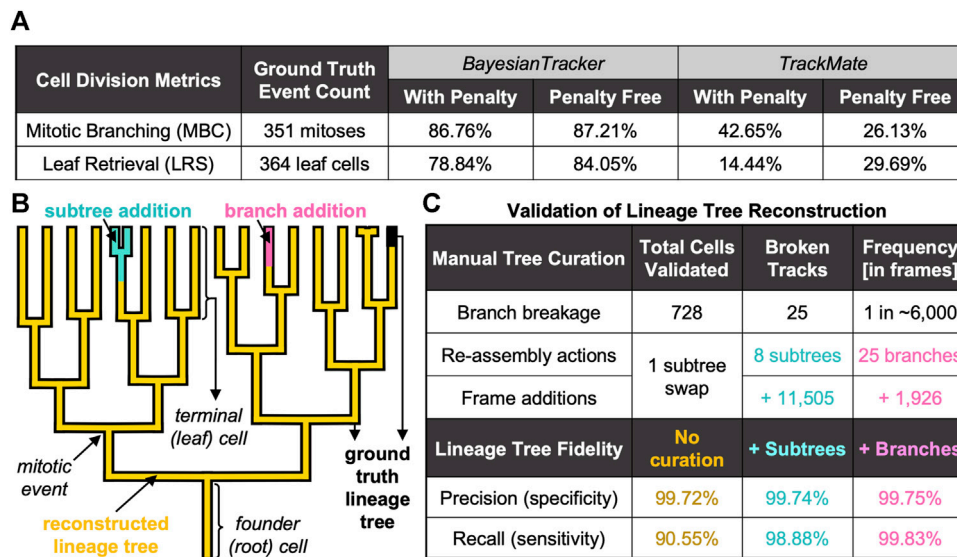 A
Cell Division Metrics
Ground Truth Event Count
BayesianTracker
TrackMate
With Penalty
Penalty Free
With Penalty
Penalty Free
Mitotic Branching (MBC) 351 mitoses 86.76% 87.21% 42.65% 26.13%
Leaf Retrieval (LRS) 364 leaf cells 78.84% 84.05% 14.44% 29.69%
B
subtree addition
branch addition
terminal
(leaf) cell
mitotic
event
ground
truth
lineage
tree
reconstructed
lineage tree
founder
(root) cell
C
Validation of Lineage Tree Reconstruction
Manual Tree Curation
Total Cells
Validated
Broken
Tracks
Frequency
[in frames]
Branch breakage 728 25 1 in ~6,000
Re-assembly actions
1 subtree
swap
8 subtrees
25 branches
Frame additions
+ 11,505
+ 1,926
Lineage Tree Fidelity
No
curation
+ Subtrees
+ Branches
Precision (specificity) 99.72% 99.74% 99.75%
Recall (sensitivity) 90.55% 98.88% 99.83%